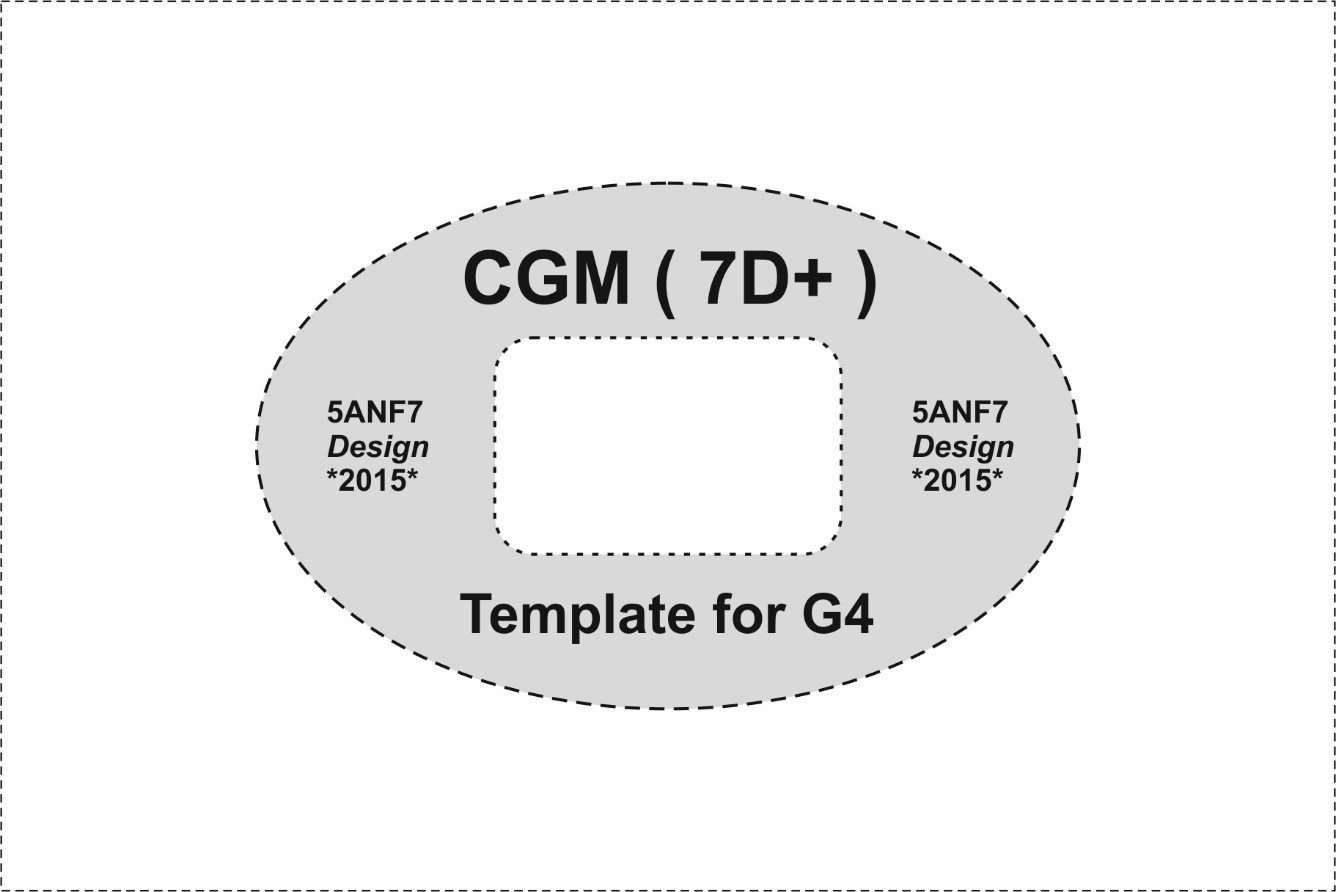 CGM ( 7D+ )
5ANF7
Design
*2015*
5ANF7
Design
*2015*
Template for G4